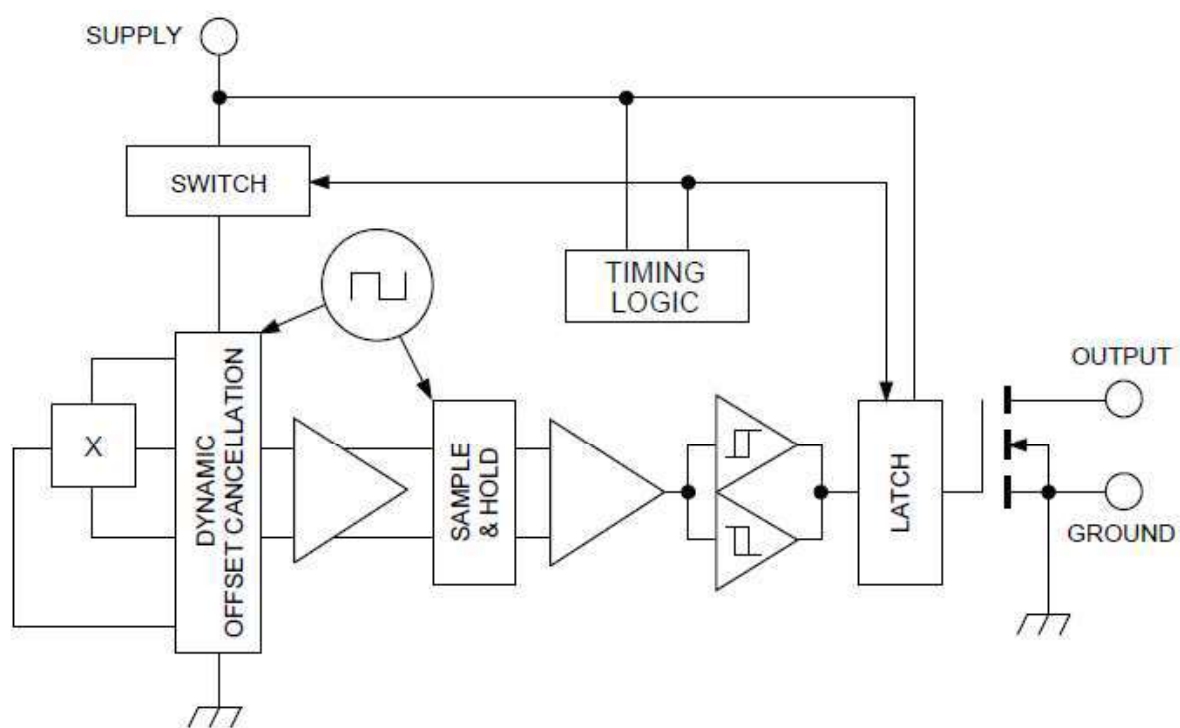 SUPPLY
SWITCH
TIMING
LOGIC
X
DYNAMIC
OFFSET CANCELLATION
SAMPLE
& HOLD
LATCH
OUTPUT
GROUND